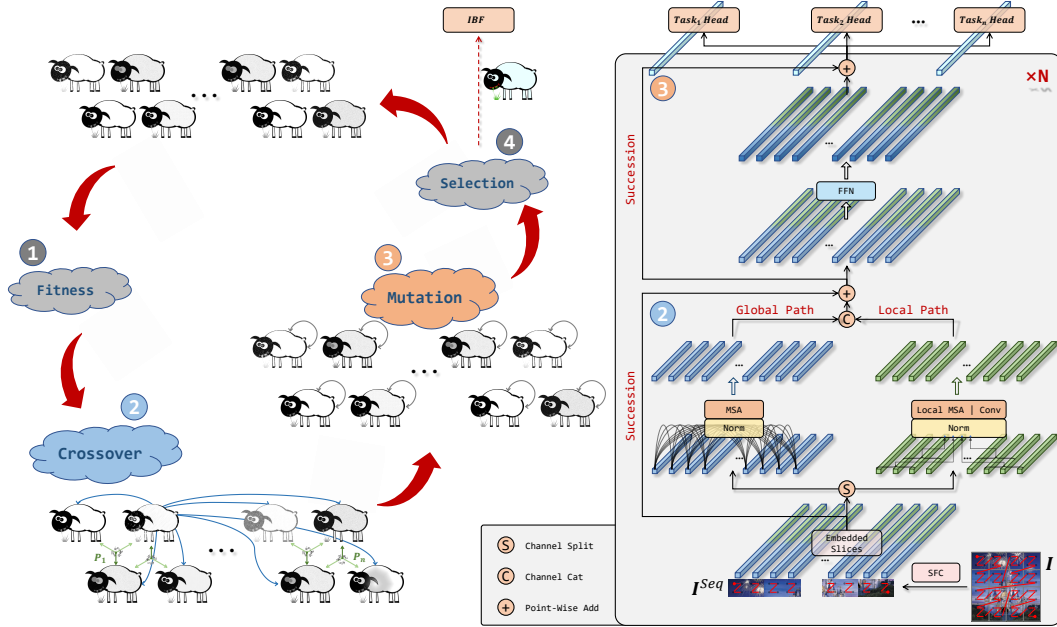 IBF
...
4
Selection
1
Fitness
3
Mutation
...
2
Crossover
P1
...
Pn
Task1 Head
Task2 Head
...
Taskn Head
×N
3
Succession
...
FFN
...
+
2
Global Path
C
Local Path
...
...
Succession
MSA
Norm
Local MSA | Conv
Norm
...
...
S
Embedded
Slices
...
I^Seq
SFC
I
S Channel Split
C Channel Cat
+ Point-Wise Add